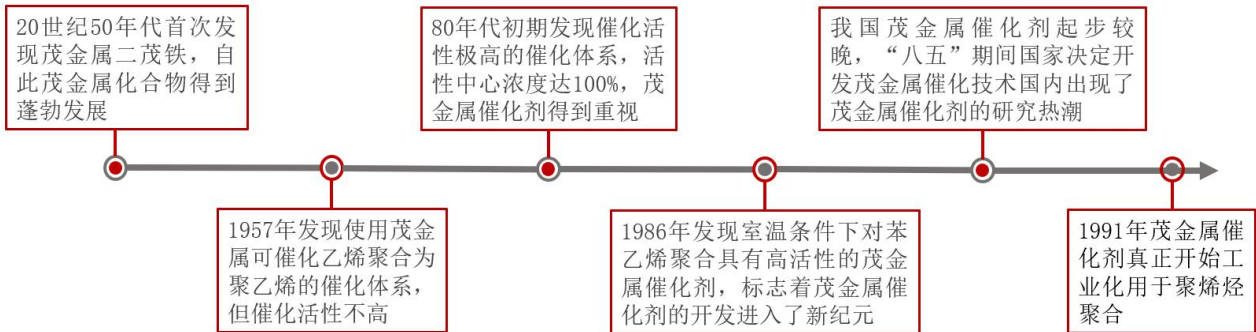 20世纪50年代首次发
现茂金属二茂铁，自
此茂金属化合物得到
蓬勃发展
1957年发现使用茂金
属可催化乙烯聚合为
聚乙烯的催化体系，
但催化活性不高
80年代初期发现催化活
性极高的催化体系，活
性中心浓度达100%，茂
金属催化剂得到重视
1986年发现室温条件下对苯
乙烯聚合具有高活性的茂金
属催化剂，标志着茂金属催
化剂的开发进入了新纪元
我国茂金属催化剂起步较
晚，“八五”期间国家决定开
发茂金属催化技术国内出现了
茂金属催化剂的研究热潮
1991年茂金属催
化剂真正开始工
业化用于聚烯烃
聚合